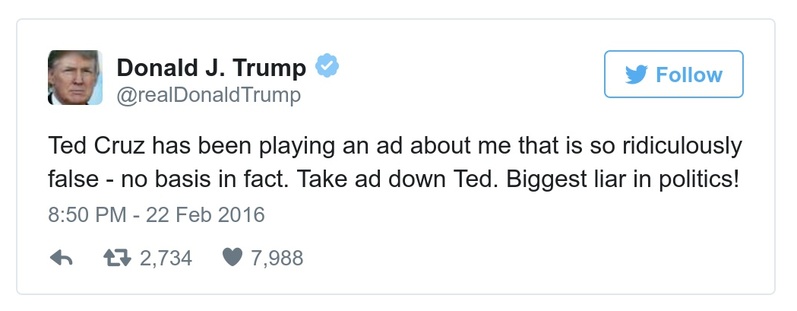 Donald J. Trump
@realDonaldTrump
Follow
Ted Cruz has been playing an ad about me that is so ridiculously
false - no basis in fact. Take ad down Ted. Biggest liar in politics!
8:50 PM - 22 Feb 2016
2,734 7,988